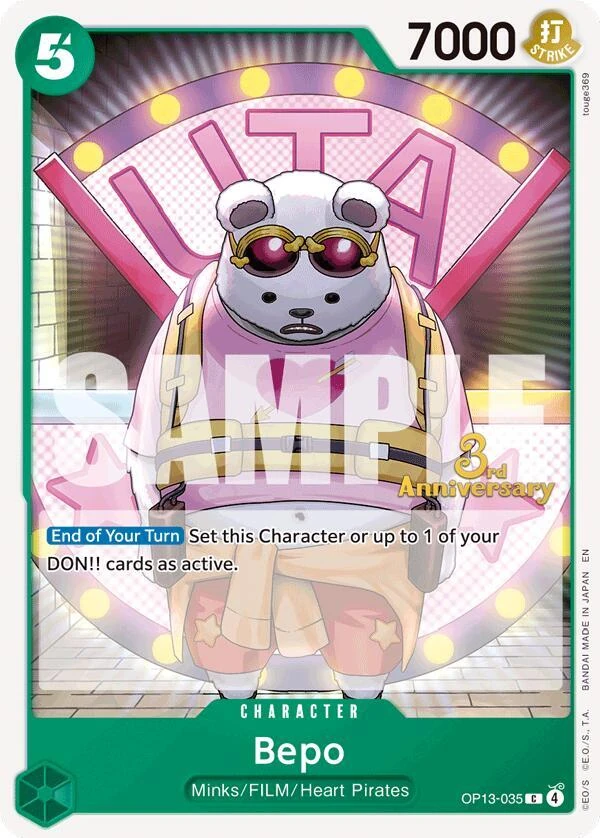 5
7000
打
STRIKE
touge369
UTA
SAMPLE
3rd
Anniversary
End of Your Turn Set this Character or up to 1 of your
DON!! cards as active.
CHARACTER
Bepo
Minks/FILM/Heart Pirates
OP13-035 C 4
©EO/S ©E.O./S., T.A. BANDAI MADE IN JAPAN EN